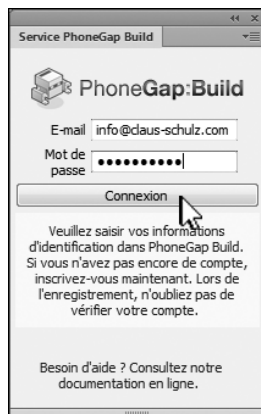 Service PhoneGap Build
PhoneGap:Build
E-mail info@claus-schulz.com
Mot de
passe ●●●●●●●●●●
Connexion
Veuillez saisir vos informations
d'identification dans PhoneGap Build.
Si vous n'avez pas encore de compte,
inscrivez-vous maintenant. Lors de
l'enregistrement, n'oubliez pas de
vérifier votre compte.
Besoin d'aide ? Consultez notre
documentation en ligne.